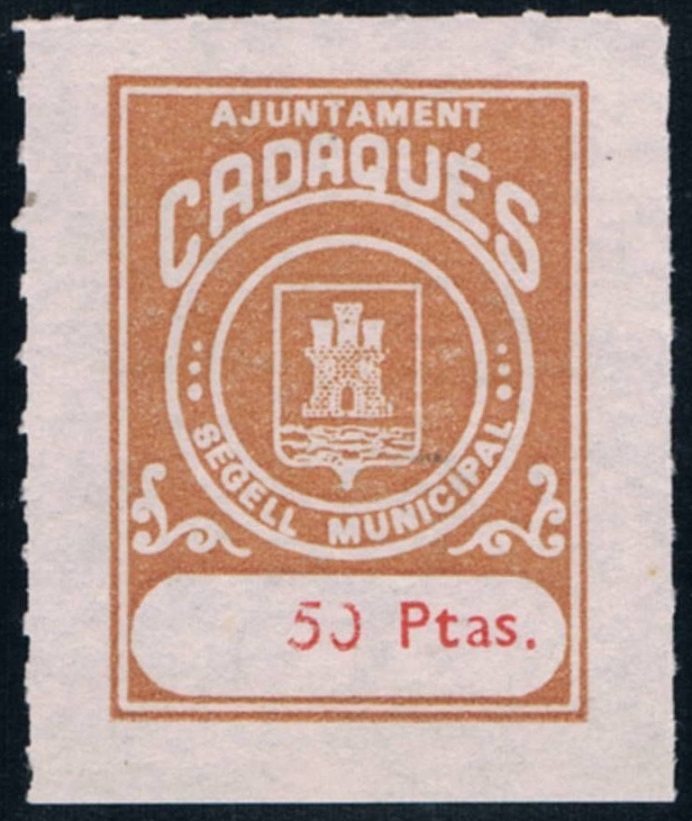 AJUNTAMENT
CADAQUÉS
SEGELL MUNICIPAL
50 Ptas.